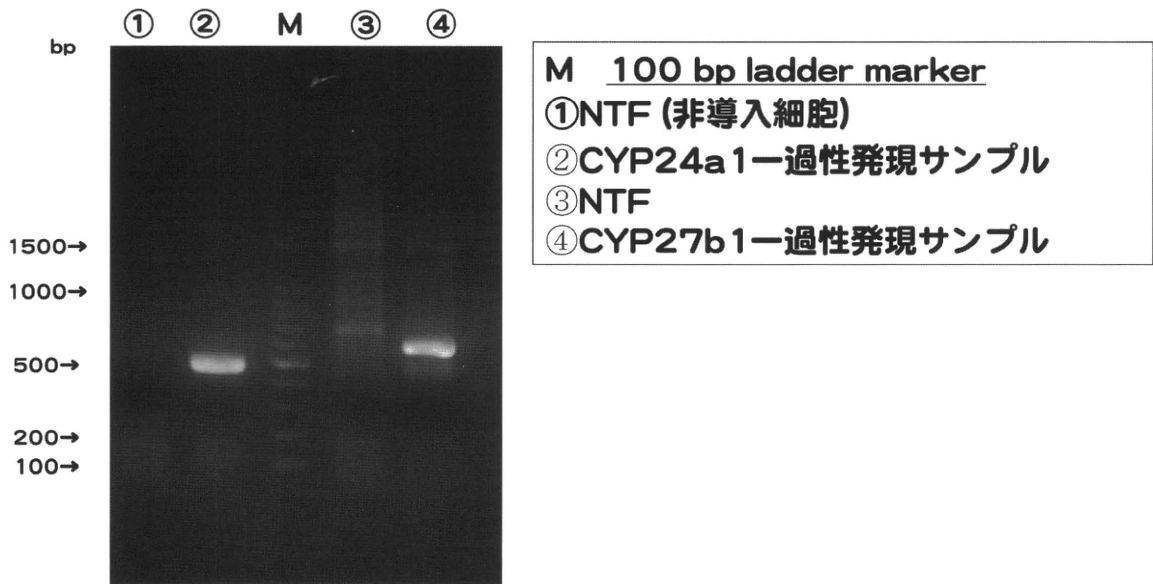 ① ② M ③ ④
bp
1500→
1000→
500→
200→
100→
M 100 bp ladder marker
①NTF (非導入細胞)
②CYP24a1一過性発現サンプル
③NTF
④CYP27b1一過性発現サンプル